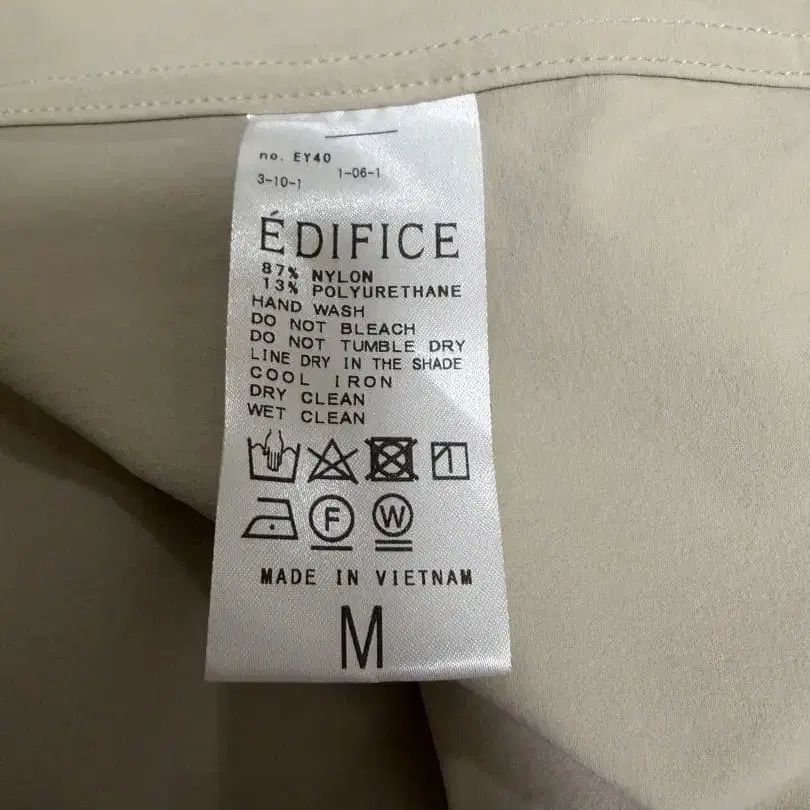 no. EY40
3-10-1 1-06-1
ÉDIFICE
87% NYLON
13% POLYURETHANE
HAND WASH
DO NOT BLEACH
DO NOT TUMBLE DRY
LINE DRY IN THE SHADE
COOL IRON
DRY CLEAN
WET CLEAN
F W
MADE IN VIETNAM
M